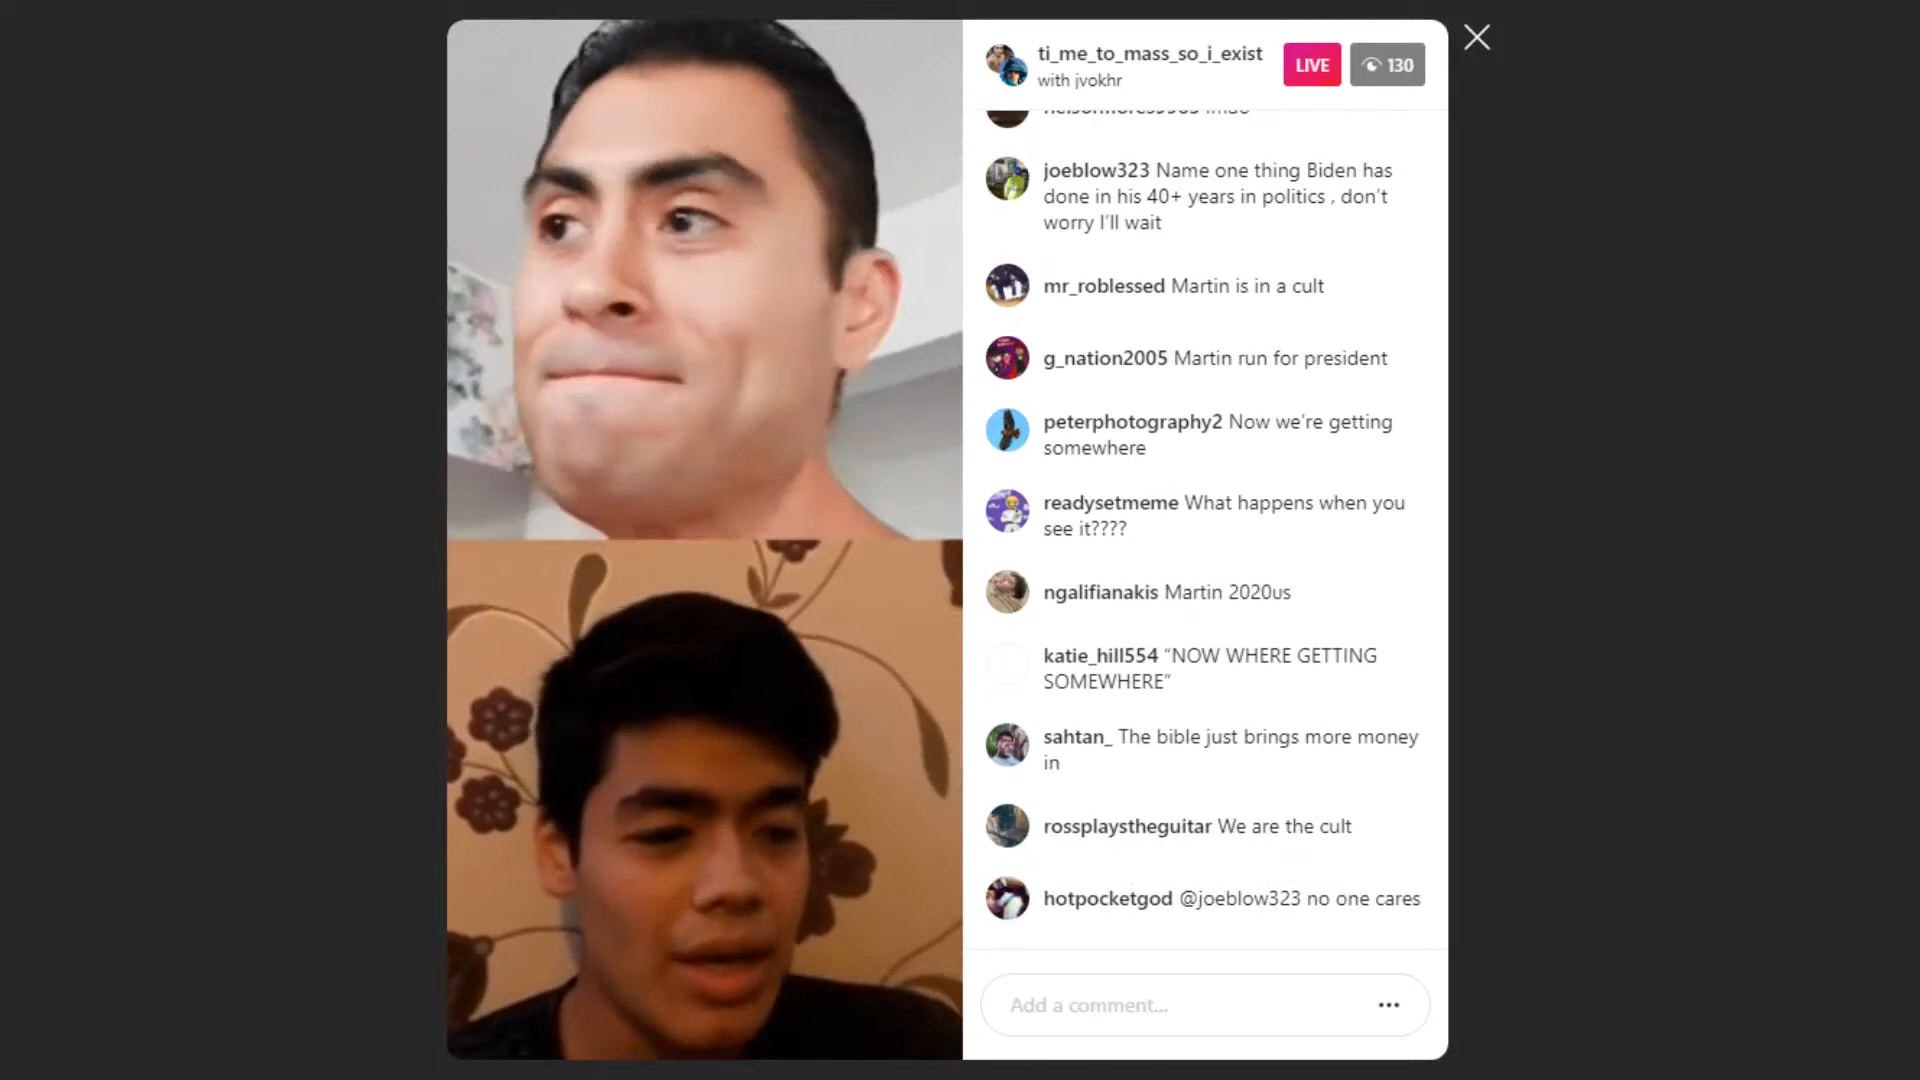 ti_me_to_mass_so_i_exist
with jvokhr
LIVE
130
joeblow323 Name one thing Biden has
done in his 40+ years in politics , don't
worry I'll wait
mr_roblessed Martin is in a cult
g_nation2005 Martin run for president
peterphotography2 Now we're getting
somewhere
readysetmeme What happens when you
see it????
ngalifianakis Martin 2020us
katie_hill554 “NOW WHERE GETTING
SOMEWHERE”
sahtan_ The bible just brings more money
in
rossplaystheguitar We are the cult
hotpocketgod @joeblow323 no one cares
Add a comment...